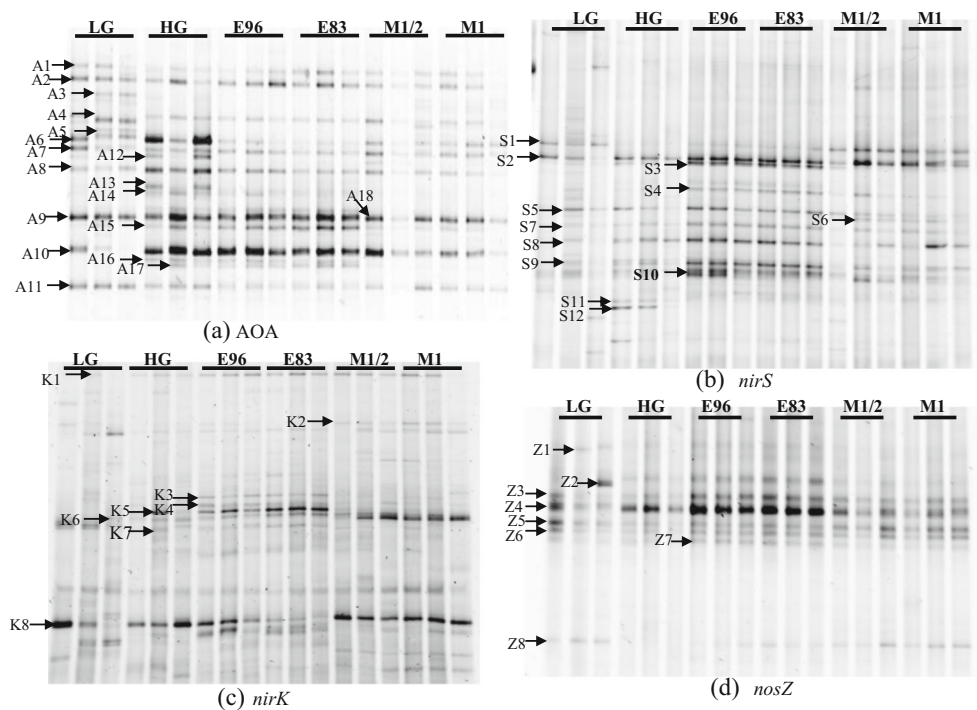 LG HG E96 E83 M1/2 M1
A1
A2
A3
A4
A5
A6
A7
A12
A8
A13
A14
A18
A9
A15
A10
A16
A17
A11
(a) AOA
LG HG E96 E83 M1/2 M1
S1
S2
S3
S4
S5
S6
S7
S8
S9
S10
S11
S12
(b) nirS
LG HG E96 E83 M1/2 M1
K1
K2
K3
K5 K4
K6
K7
K8
(c) nirK
LG HG E96 E83 M1/2 M1
Z1
Z2
Z3
Z4
Z5
Z6
Z7
Z8
(d) nosZ